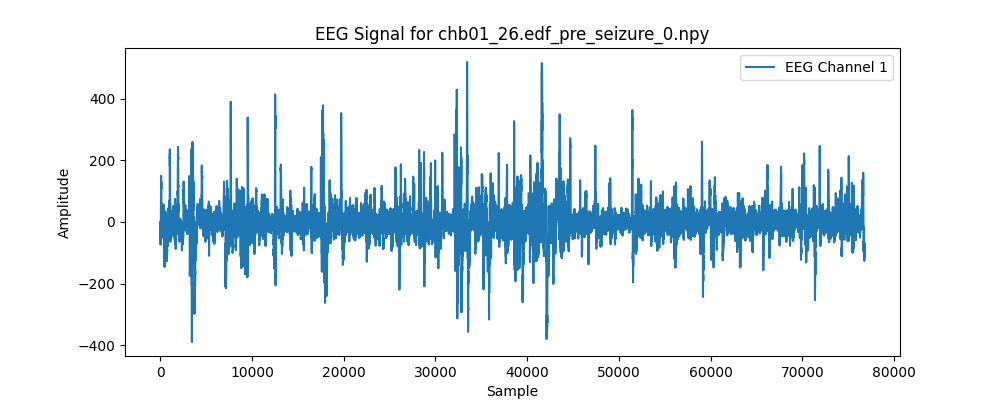 EEG Signal for chb01_26.edf_pre_seizure_0.npy
EEG Channel 1
Amplitude
400
200
0
−200
−400
0 10000 20000 30000 40000 50000 60000 70000 80000
Sample